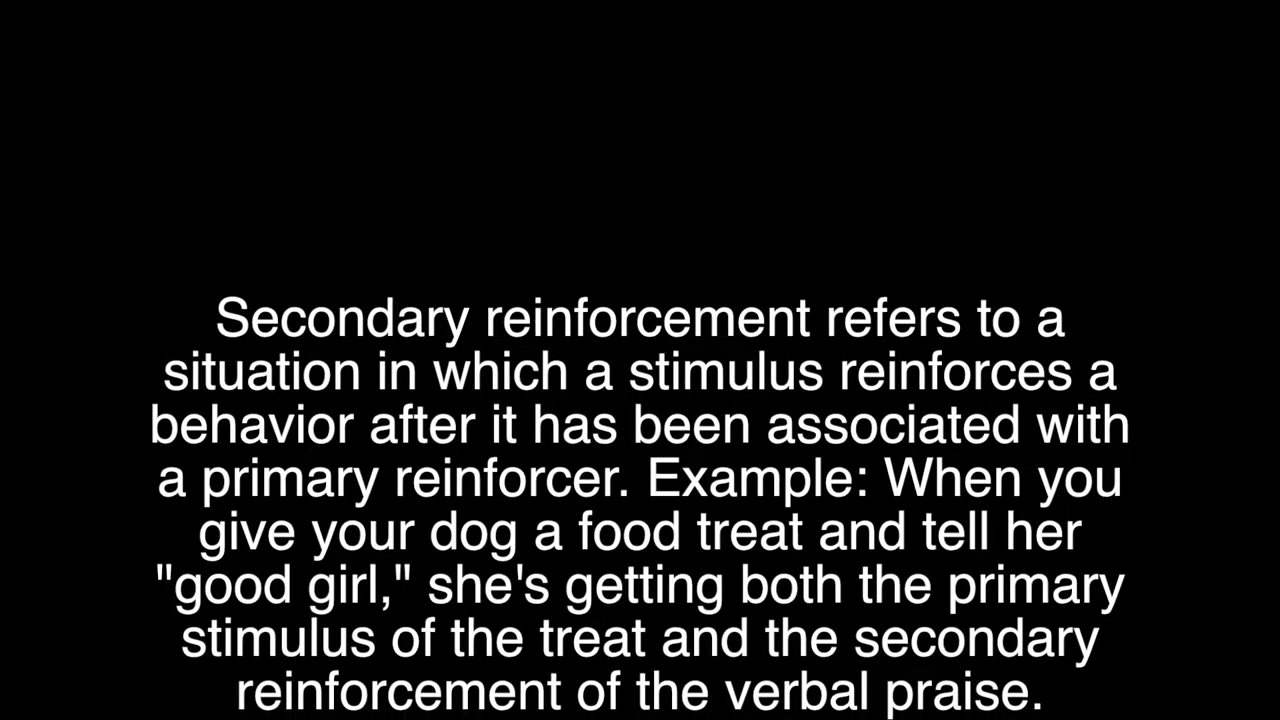 Secondary reinforcement refers to a
situation in which a stimulus reinforces a
behavior after it has been associated with
a primary reinforcer. Example: When you
give your dog a food treat and tell her
"good girl," she's getting both the primary
stimulus of the treat and the secondary
reinforcement of the verbal praise.